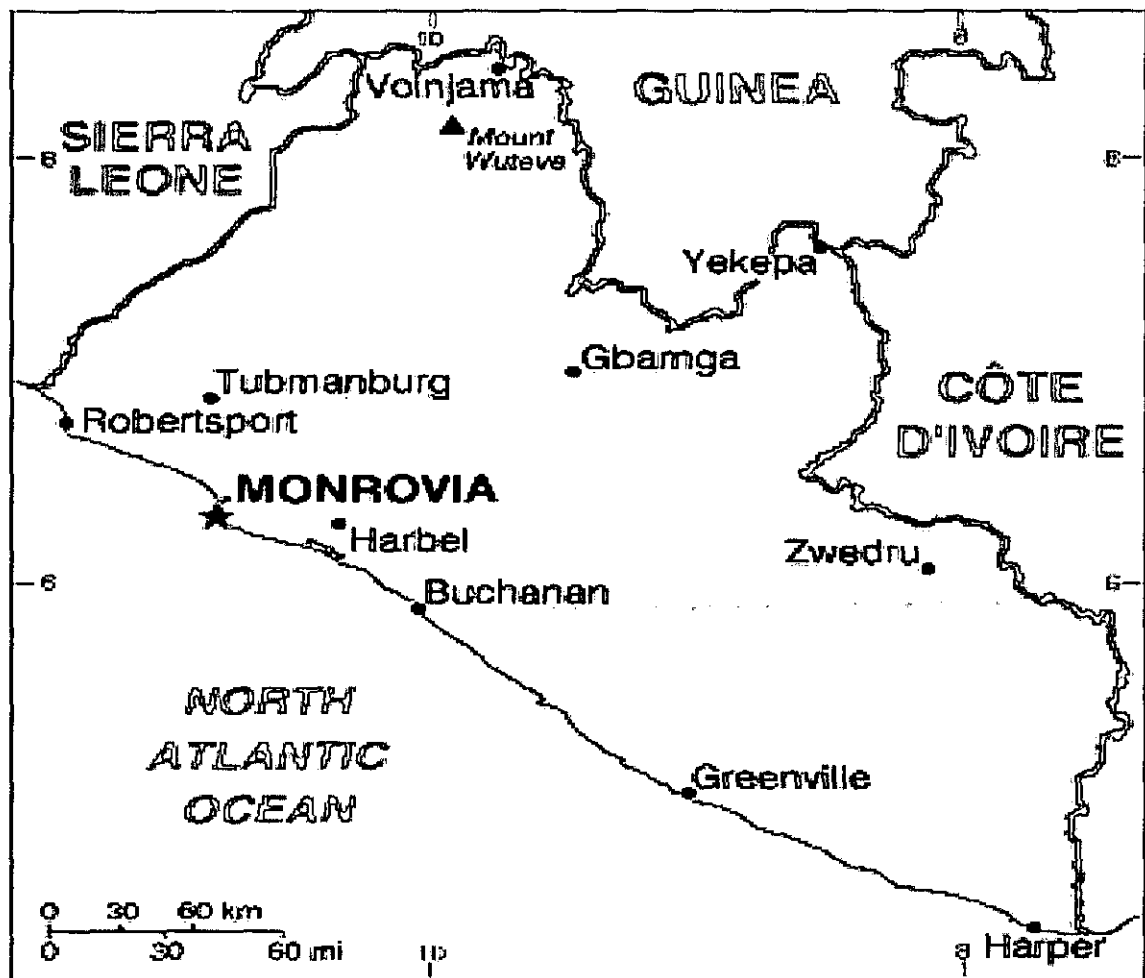 10
8
GUINEA
Voinjama
SIERRA
LEONE
Mount
Wuteve
8
8
Yekepa
Gbarnga
Tubmanburg
CÔTE
D'IVOIRE
Robertsport
MONROVIA
Harbel
Zwedru
6
6
Buchanan
NORTH
ATLANTIC
OCEAN
Greenville
0 30 60 km
0 30 60 mi
10
8
Harper